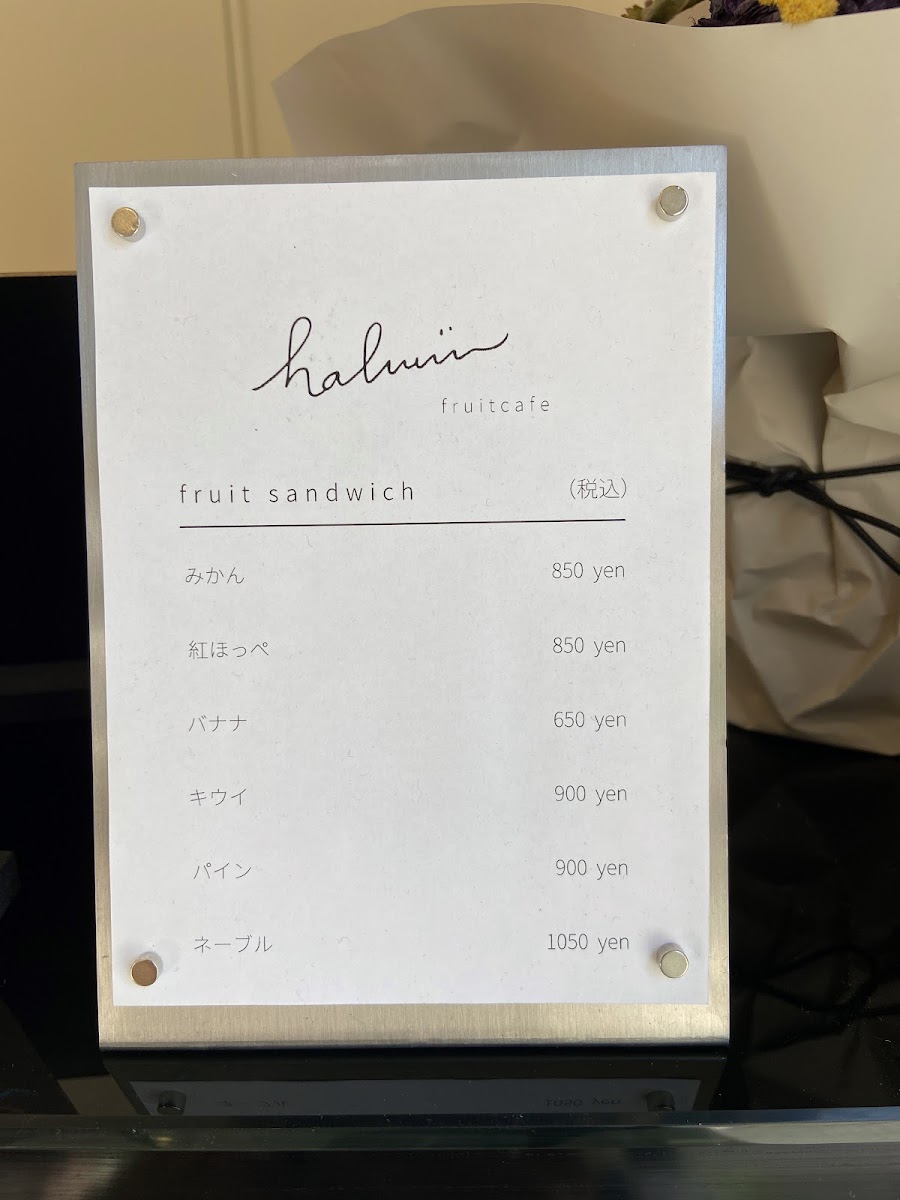 fruitcafe
fruit sandwich (税込)
みかん 850 yen
紅ほっぺ 850 yen
バナナ 650 yen
キウイ 900 yen
パイン 900 yen
ネーブル 1050 yen